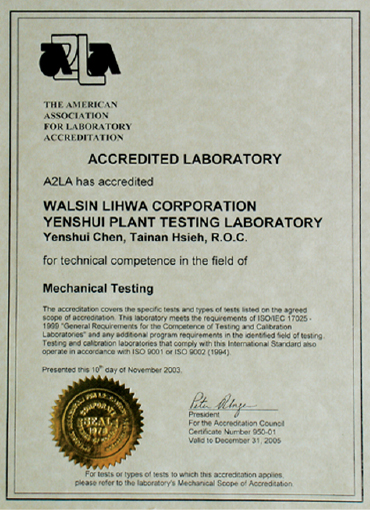 A2LA
THE AMERICAN
ASSOCIATION
FOR LABORATORY
ACCREDITATION
ACCREDITED LABORATORY
A2LA has accredited
WALSIN LIHWA CORPORATION
YENSHUI PLANT TESTING LABORATORY
Yenshui Chen, Tainan Hsieh, R.O.C.
for technical competence in the field of
Mechanical Testing
The accreditation covers the specific tests and types of tests listed on the agreed
scope of accreditation. This laboratory meets the requirements of ISO/IEC 17025 -
1999 "General Requirements for the Competence of Testing and Calibration
Laboratories" and any additional program requirements in the identified field of testing.
Testing and calibration laboratories that comply with this International Standard also
operate in accordance with ISO 9001 or ISO 9002 (1994).
Presented this 10th day of November 2003.
President
For the Accreditation Council
Certificate Number 950-01
Valid to December 31, 2005
CORPORATE
SEAL
For tests or types of tests to which this accreditation applies,
please refer to the laboratory's Mechanical Scope of Accreditation